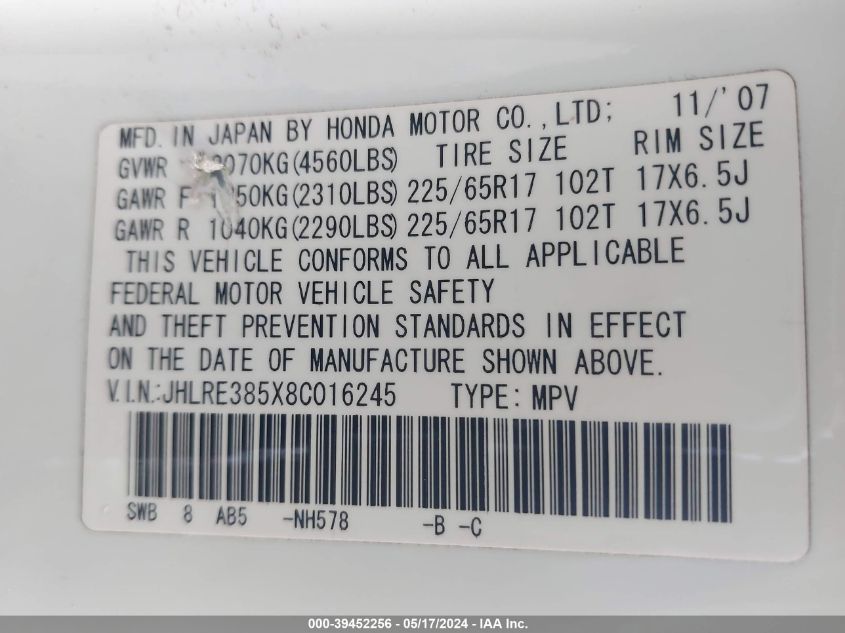 MFD. IN JAPAN BY HONDA MOTOR CO., LTD; 11/'07
GVWR 2070KG(4560LBS) TIRE SIZE RIM SIZE
GAWR F 1050KG(2310LBS) 225/65R17 102T 17X6.5J
GAWR R 1040KG(2290LBS) 225/65R17 102T 17X6.5J
THIS VEHICLE CONFORMS TO ALL APPLICABLE
FEDERAL MOTOR VEHICLE SAFETY
AND THEFT PREVENTION STANDARDS IN EFFECT
ON THE DATE OF MANUFACTURE SHOWN ABOVE.
V.I.N.:JHLRE385X8C016245 TYPE: MPV
SWB 8 AB5 -NH578 -B -C
000-39452256 - 05/17/2024 - IAA Inc.